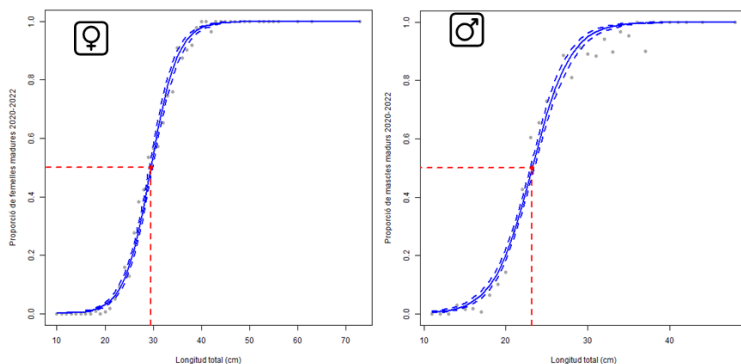 ♀
Proporció de femelles madures 2020-2022
1.0
0.8
0.6
0.4
0.2
0.0
10 20 30 40 50 60 70
Longitud total (cm)
♂
Proporció de mascles madurs 2020-2022
1.0
0.8
0.6
0.4
0.2
0.0
10 20 30 40
Longitud total (cm)